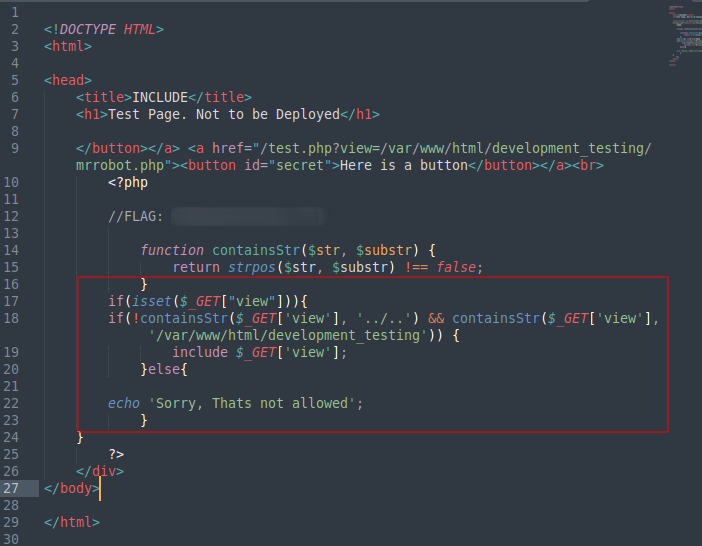 1
2 <!DOCTYPE HTML>
3 <html>
4
5 <head>
6 <title>INCLUDE</title>
7 <h1>Test Page. Not to be Deployed</h1>
8
9 </button></a> <a href="/test.php?view=/var/www/html/development_testing/
mrrobot.php"><button id="secret">Here is a button</button></a><br>
10 <?php
11
12 //FLAG:
13
14 function containsStr($str, $substr) {
15 return strpos($str, $substr) !== false;
16 }
17 if(isset($_GET["view"])){
18 if(!containsStr($_GET['view'], '../..') && containsStr($_GET['view'],
'/var/www/html/development_testing')) {
19 include $_GET['view'];
20 }else{
21
22 echo 'Sorry, Thats not allowed';
23 }
24 }
25 ?>
26 </div>
27 </body>
28
29 </html>
30